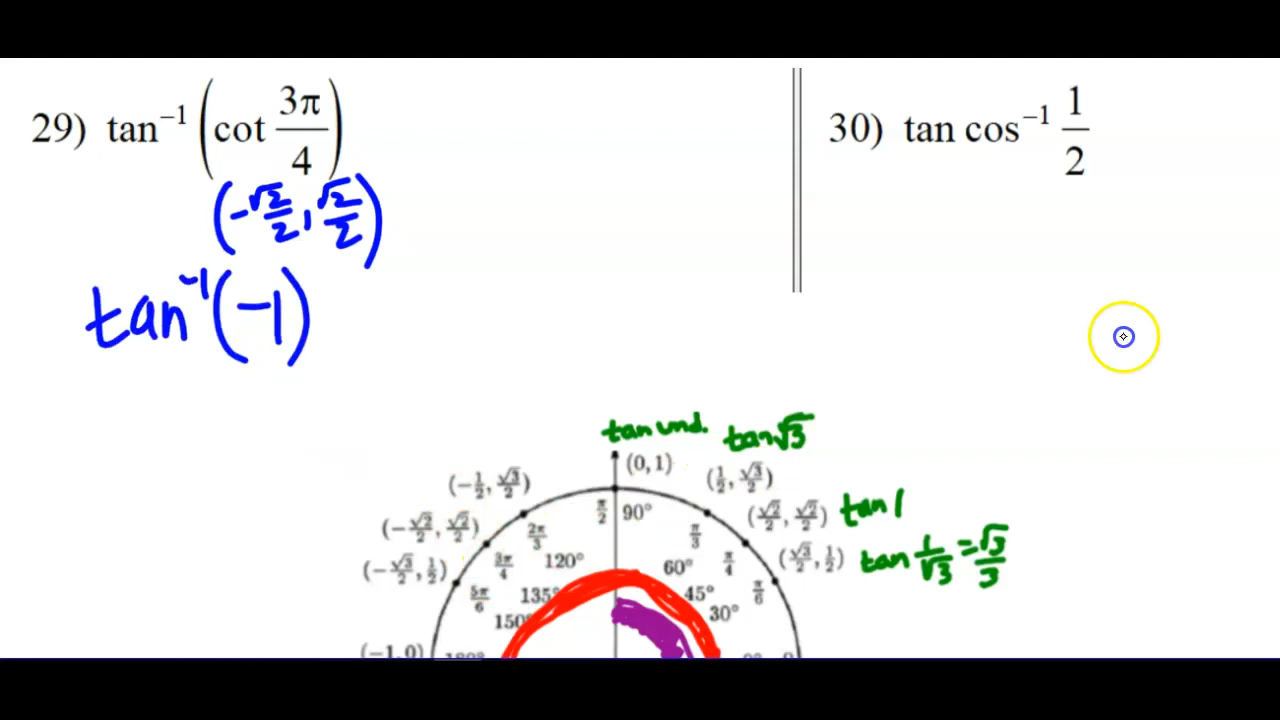 29) tan⁻¹ (cot 3π/4)
(-√2/2, √2/2)
tan⁻¹(-1)
30) tan cos⁻¹ 1/2
tan und.
tan √3
(0, 1)
(-1/2, √3/2)
(1/2, √3/2)
(-√2/2, √2/2)
(√2/2, √2/2) tan 1
(-√3/2, 1/2)
(√3/2, 1/2) tan 1/√3 = √3/3
π/2 90°
2π/3
π/3
3π/4 120°
60° π/4
5π/6 135°
45° π/6
150°
30°
(-1, 0)